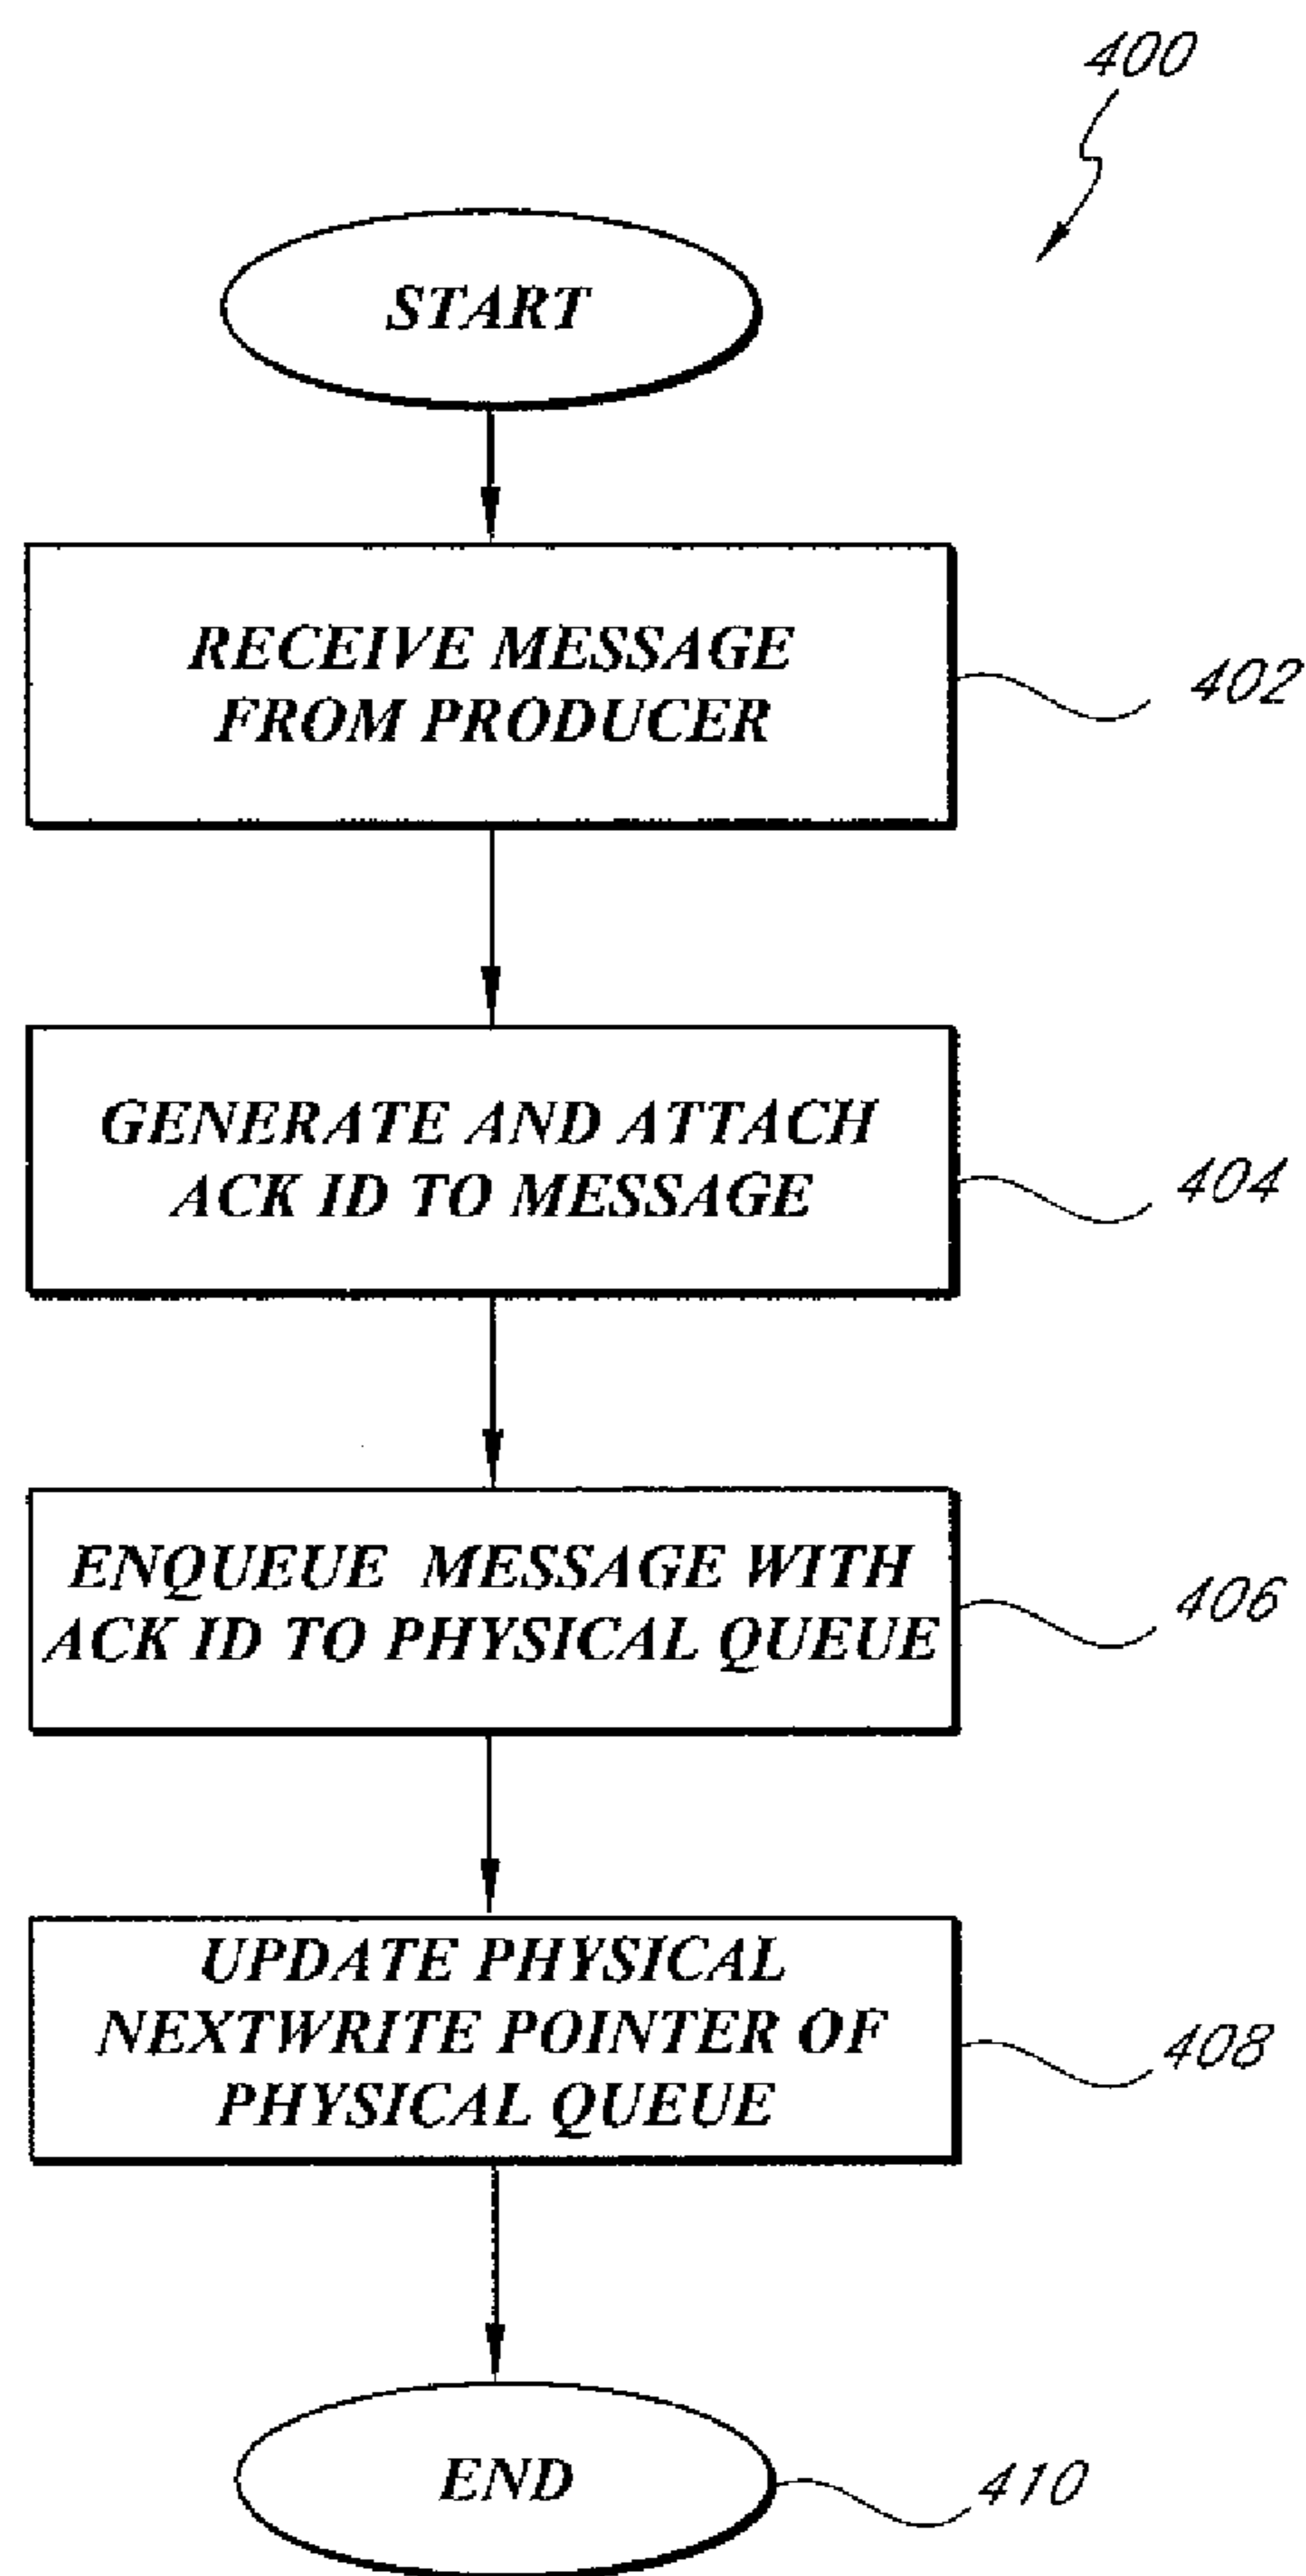 400
START
RECEIVE MESSAGE
FROM PRODUCER
402
GENERATE AND ATTACH
ACK ID TO MESSAGE
404
ENQUEUE MESSAGE WITH
ACK ID TO PHYSICAL QUEUE
406
UPDATE PHYSICAL
NEXTWRITE POINTER OF
PHYSICAL QUEUE
408
END
410